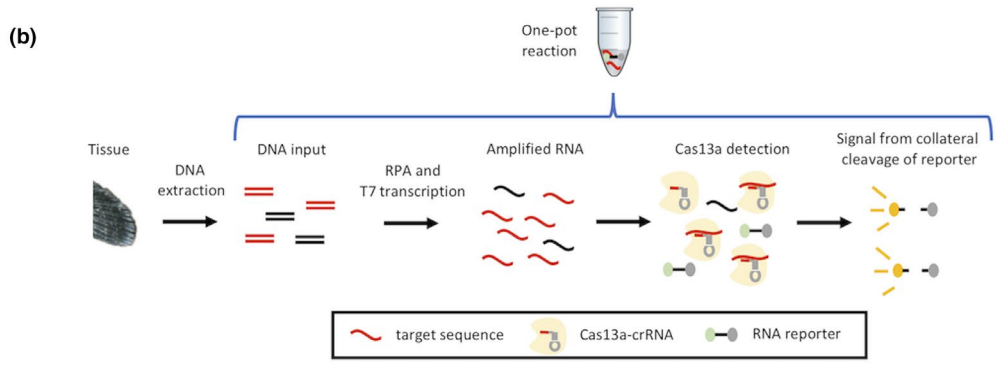 (b)
One-pot
reaction
Tissue
DNA
extraction
DNA input
RPA and
T7 transcription
Amplified RNA
Cas13a detection
Signal from collateral
cleavage of reporter
target sequence
Cas13a-crRNA
RNA reporter